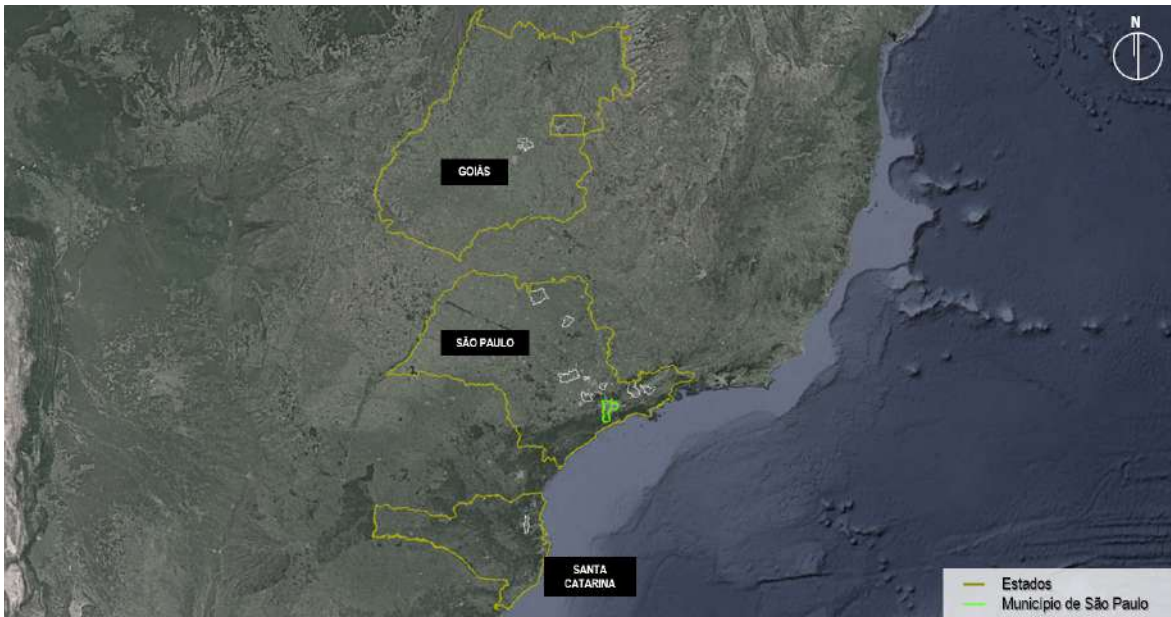 N
GOIÁS
SÃO PAULO
SANTA
CATARINA
Estados
Município de São Paulo